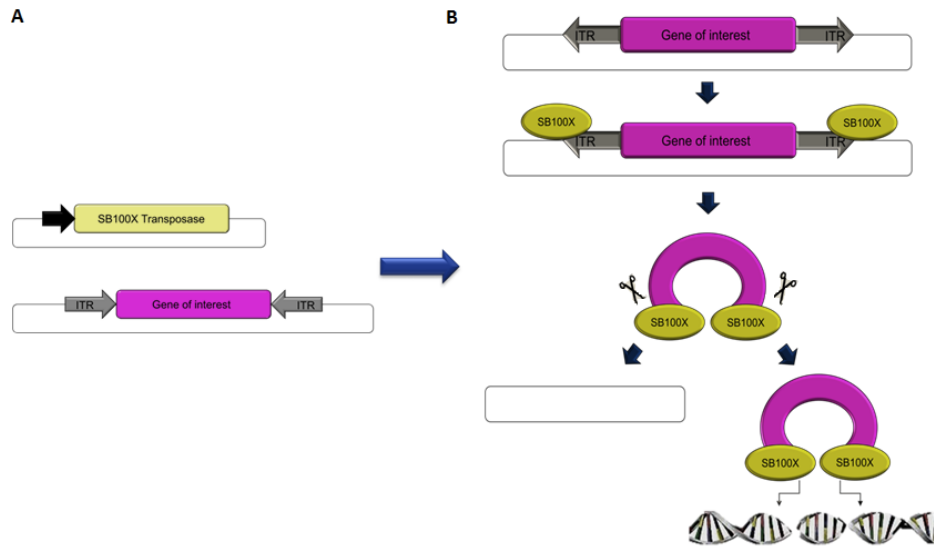 A
SB100X Transposase
ITR
Gene of interest
ITR
B
ITR
Gene of interest
ITR
SB100X
SB100X
ITR
Gene of interest
ITR
SB100X
SB100X
SB100X
SB100X